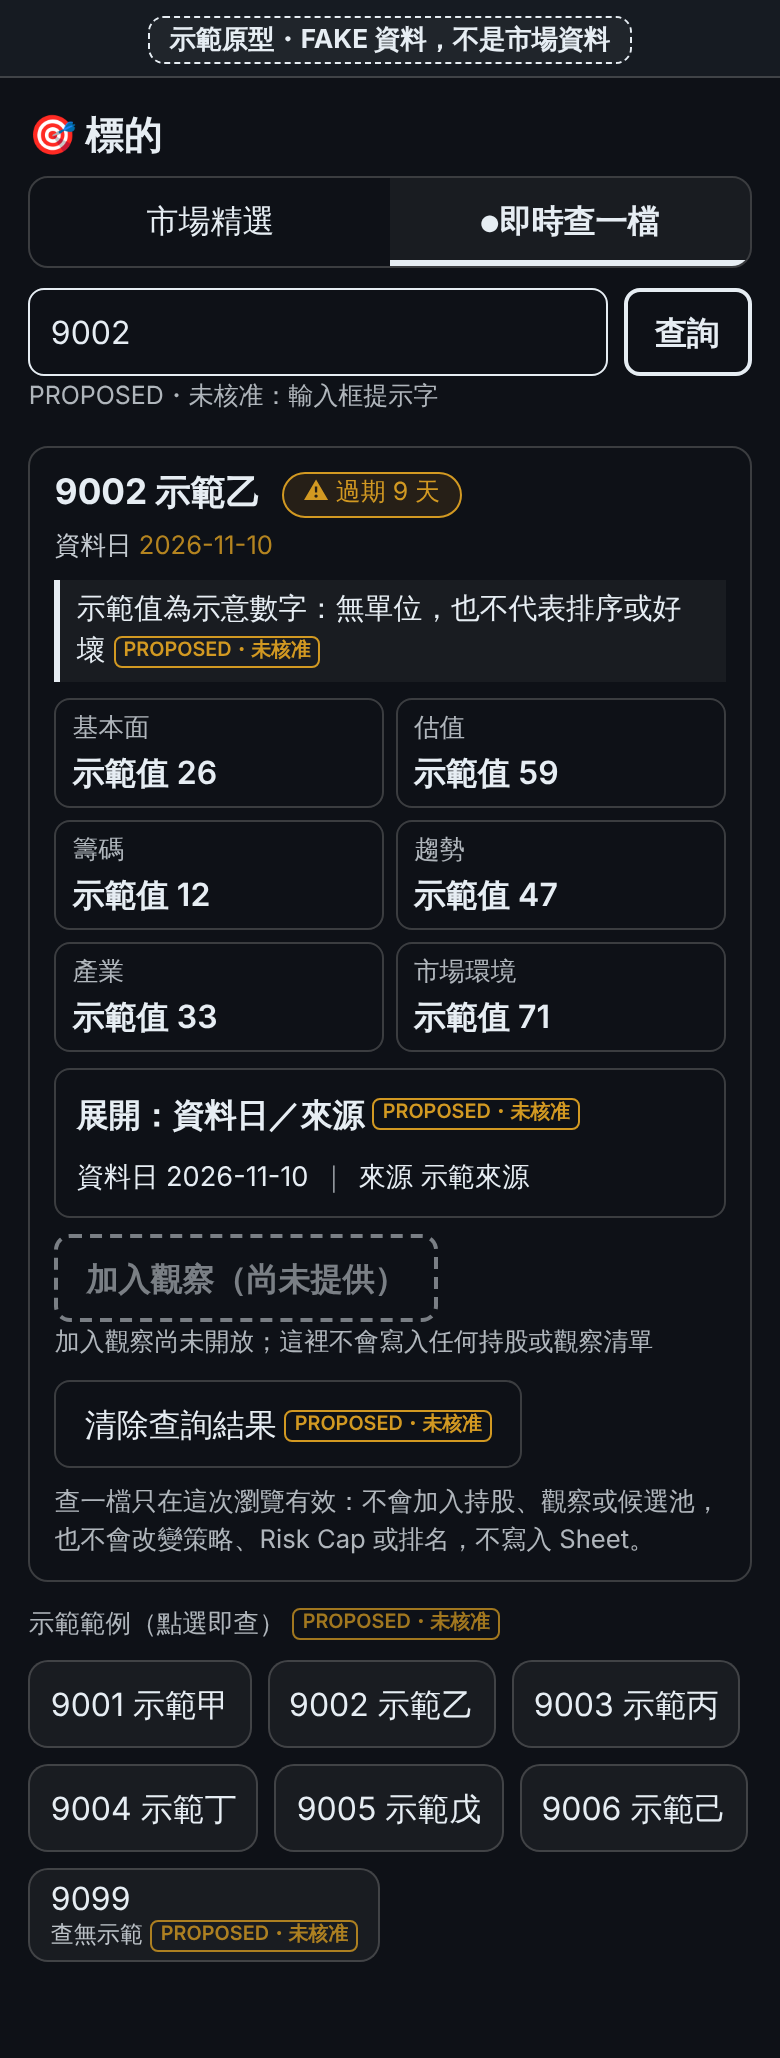 示範原型・FAKE 資料，不是市場資料
🎯 標的
市場精選
●即時查一檔
9002
查詢
PROPOSED・未核准：輸入框提示字
9002 示範乙
⚠ 過期 9 天
資料日 2026-11-10
示範值為示意數字：無單位，也不代表排序或好
壞 PROPOSED・未核准
基本面
示範值 26
估值
示範值 59
籌碼
示範值 12
趨勢
示範值 47
產業
示範值 33
市場環境
示範值 71
展開：資料日／來源 PROPOSED・未核准
資料日 2026-11-10 ｜ 來源 示範來源
加入觀察（尚未提供）
加入觀察尚未開放；這裡不會寫入任何持股或觀察清單
清除查詢結果 PROPOSED・未核准
查一檔只在這次瀏覽有效：不會加入持股、觀察或候選池，
也不會改變策略、Risk Cap 或排名，不寫入 Sheet。
示範範例（點選即查） PROPOSED・未核准
9001 示範甲
9002 示範乙
9003 示範丙
9004 示範丁
9005 示範戊
9006 示範己
9099
查無示範 PROPOSED・未核准